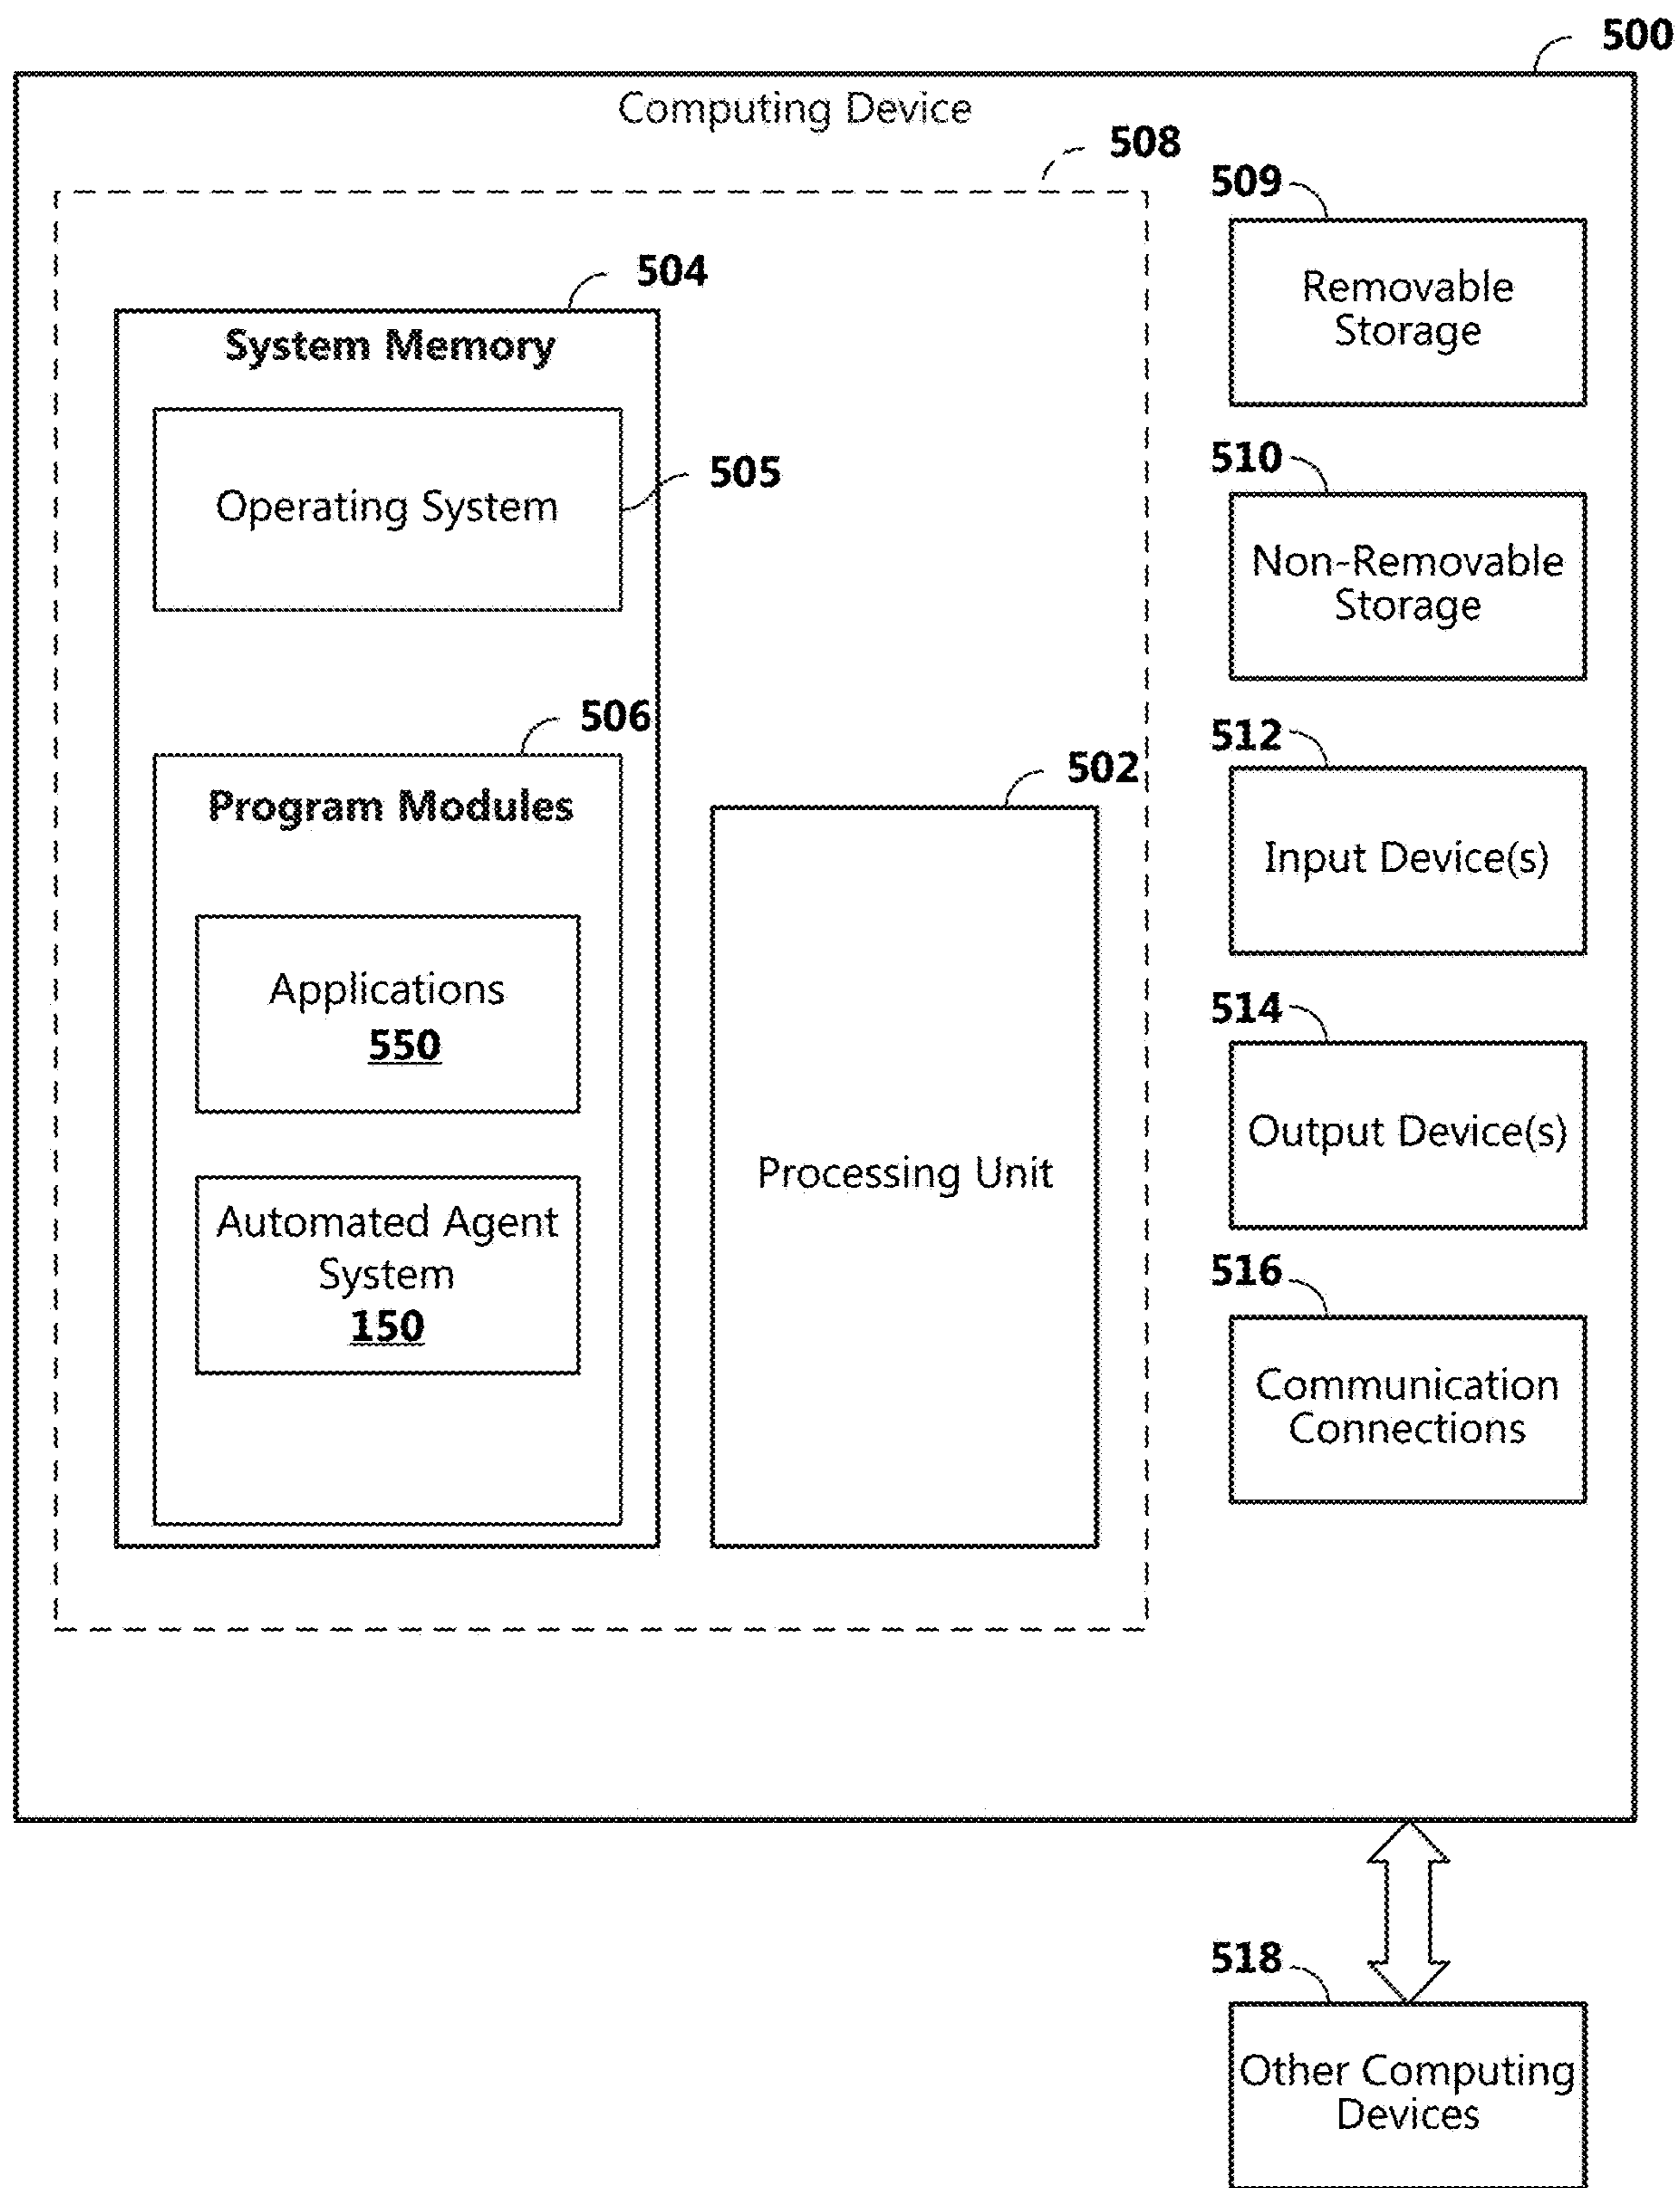 500
Computing Device
508
509
Removable
Storage
504
System Memory
Operating System
505
510
Non-Removable
Storage
506
Program Modules
502
512
Input Device(s)
Applications
550
514
Output Device(s)
Automated Agent
System
150
Processing Unit
516
Communication
Connections
518
Other Computing
Devices